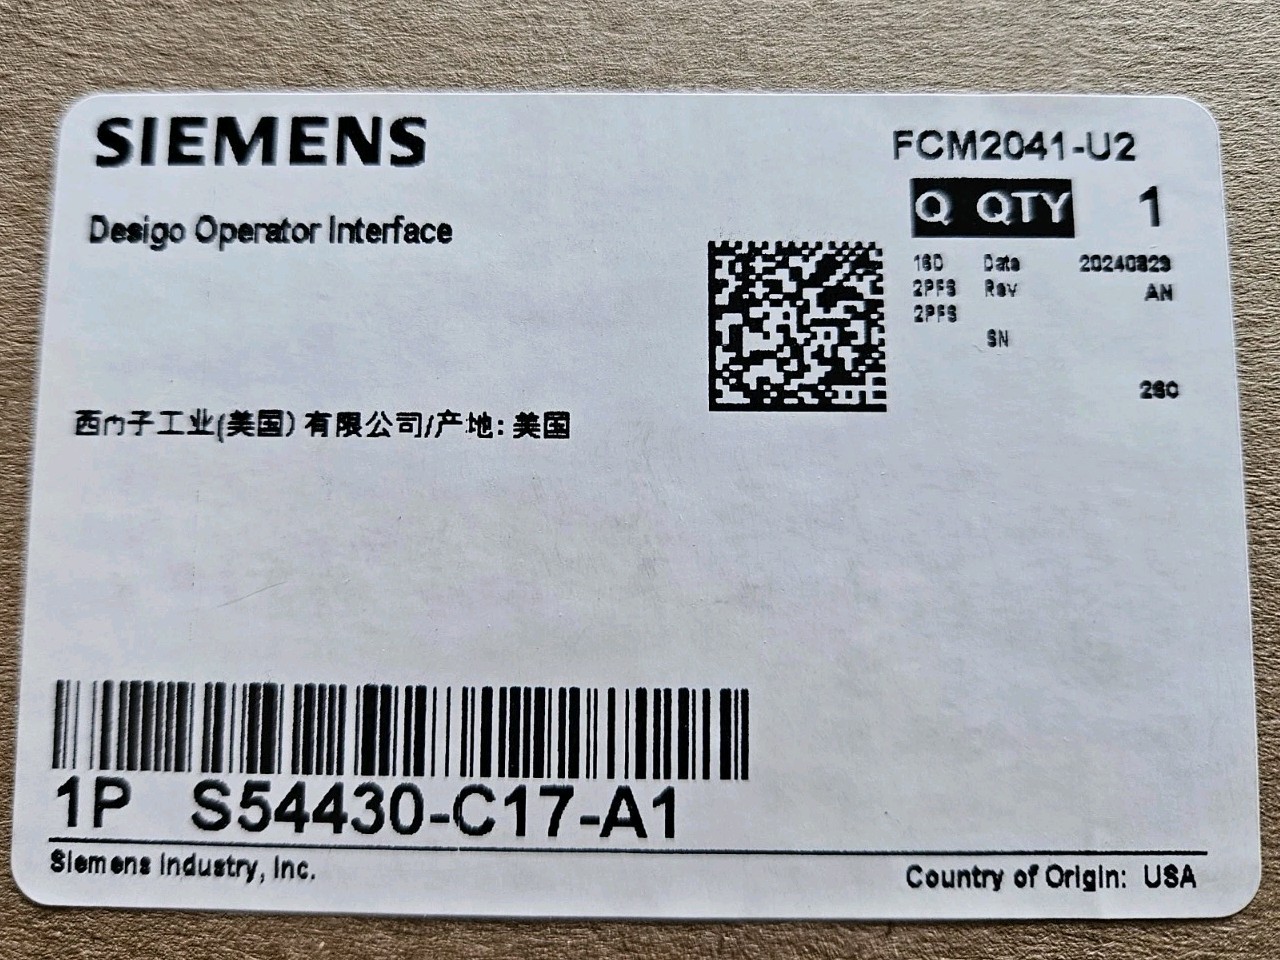 SIEMENS
FCM2041-U2
Q QTY 1
Desigo Operator Interface
16D Date 20240829
2PFS Rev AN
2PFS
SN
2SC
西门子工业(美国)有限公司/产地: 美国
1P S54430-C17-A1
Siemens Industry, Inc.
Country of Origin: USA